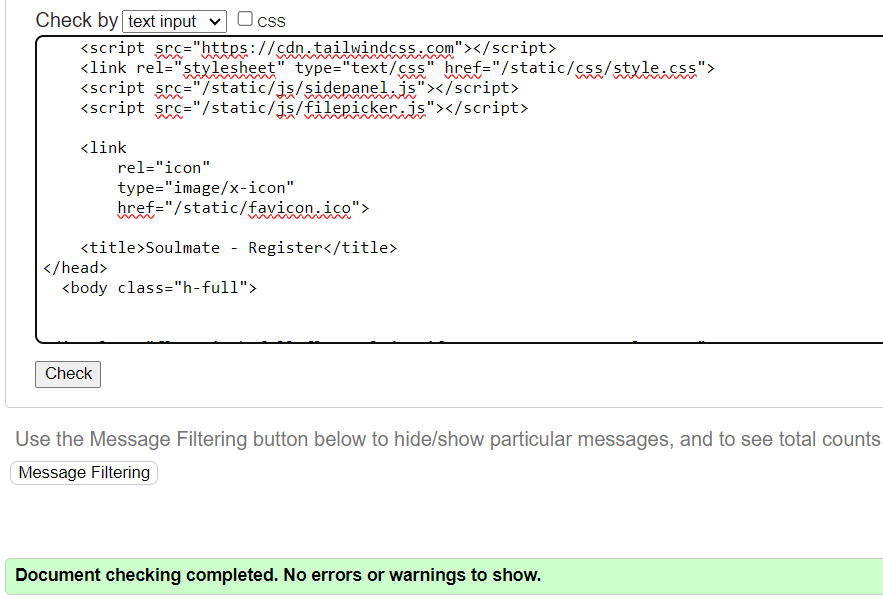 Check by text input CSS
<script src="https://cdn.tailwindcss.com"></script>
<link rel="stylesheet" type="text/css" href="/static/css/style.css">
<script src="/static/js/sidepanel.js"></script>
<script src="/static/js/filepicker.js"></script>
<link
rel="icon"
type="image/x-icon"
href="/static/favicon.ico">
<title>Soulmate - Register</title>
</head>
<body class="h-full">
Check
Use the Message Filtering button below to hide/show particular messages, and to see total counts
Message Filtering
Document checking completed. No errors or warnings to show.